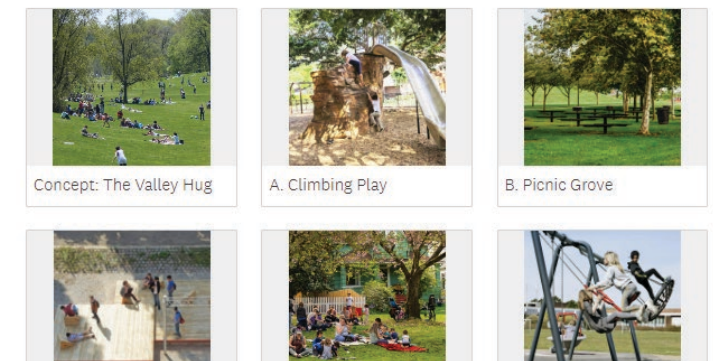 Concept: The Valley Hug
A. Climbing Play
B. Picnic Grove